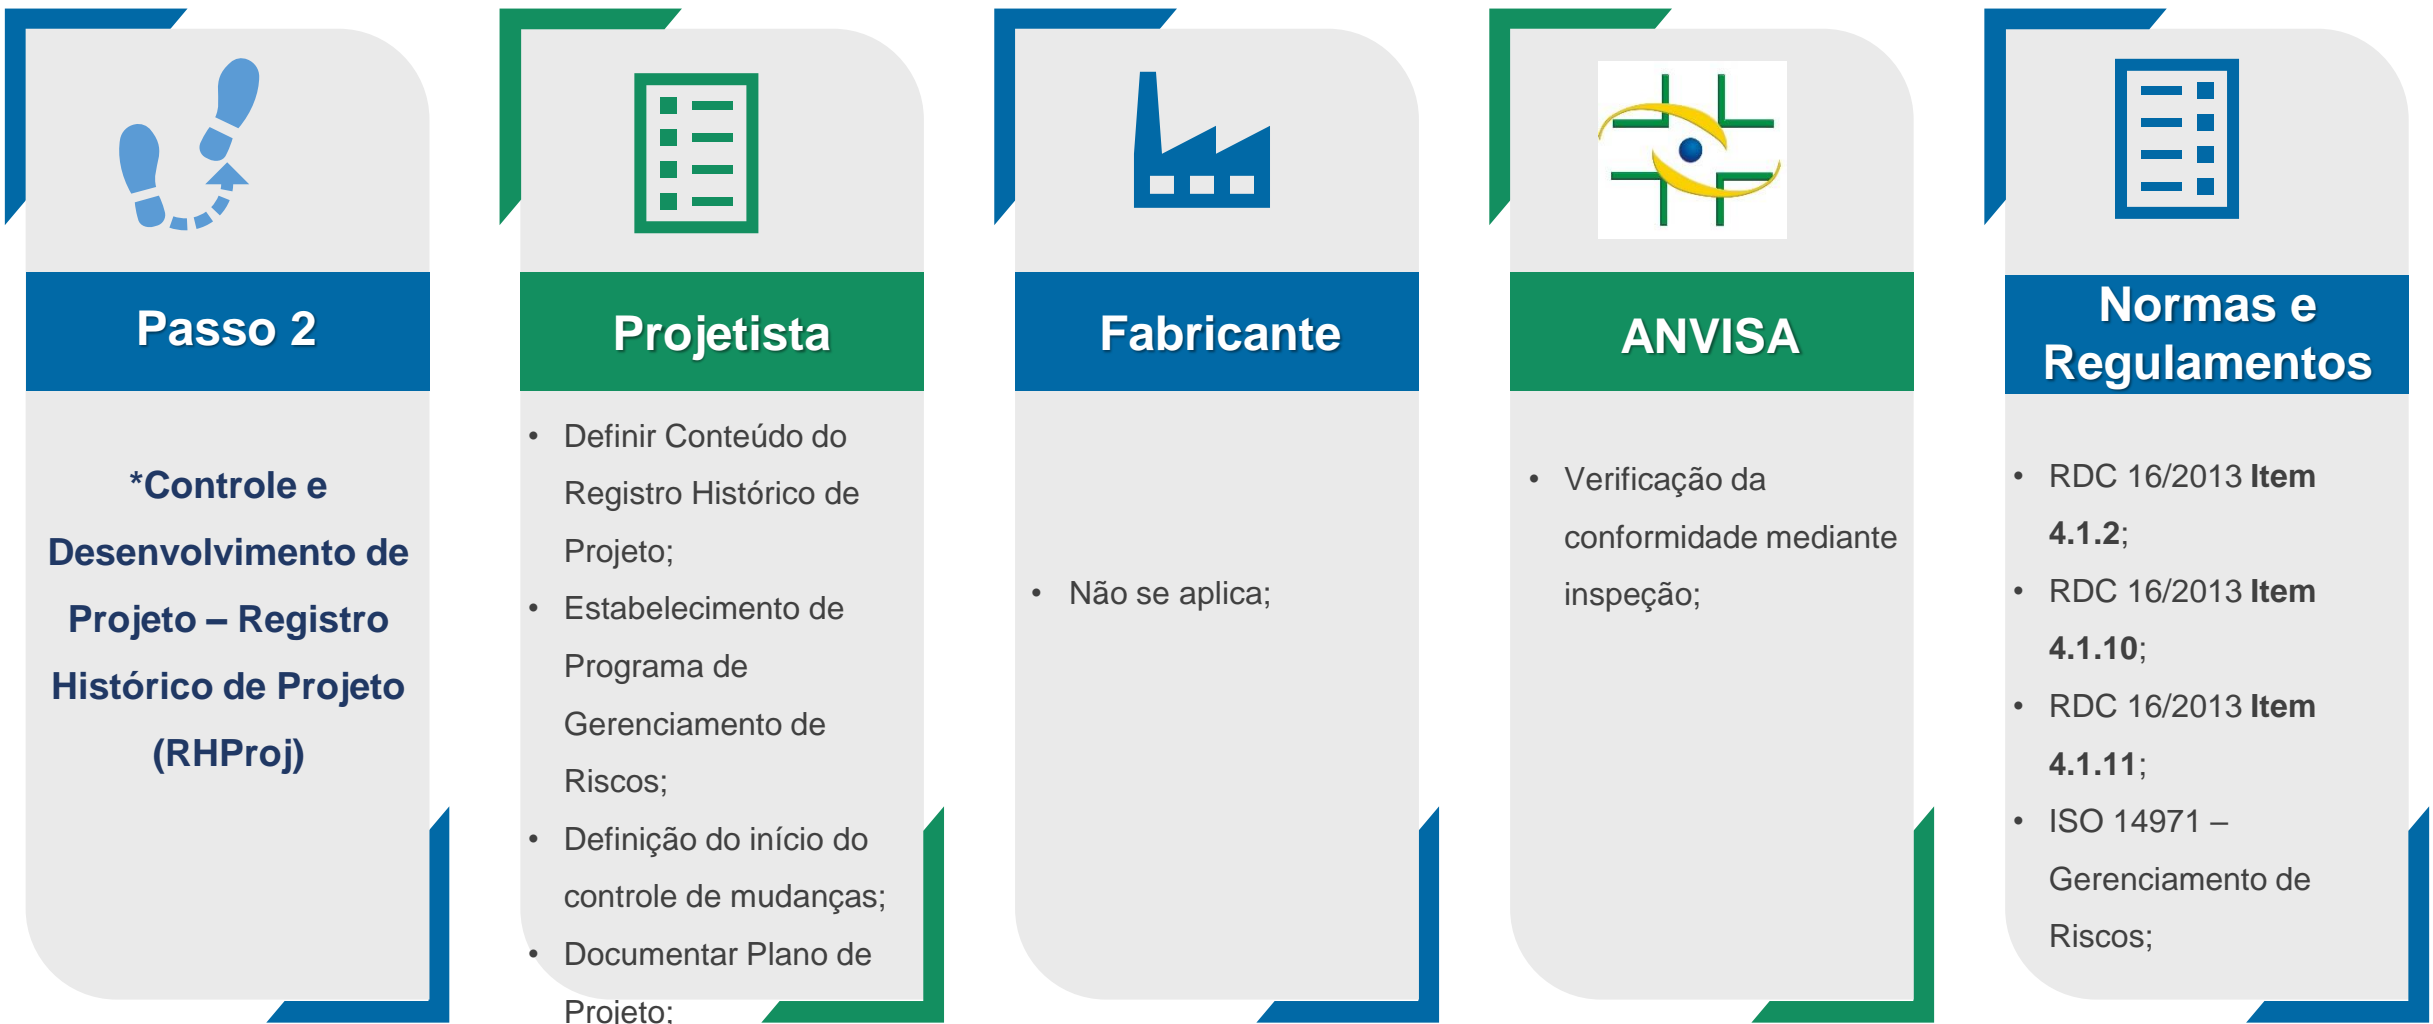 Passo 2
*Controle e
Desenvolvimento de
Projeto – Registro
Histórico de Projeto
(RHProj)
Projetista
• Definir Conteúdo do
Registro Histórico de
Projeto;
• Estabelecimento de
Programa de
Gerenciamento de
Riscos;
• Definição do início do
controle de mudanças;
• Documentar Plano de
Projeto;
Fabricante
• Não se aplica;
ANVISA
• Verificação da
conformidade mediante
inspeção;
Normas e
Regulamentos
• RDC 16/2013 Item
4.1.2;
• RDC 16/2013 Item
4.1.10;
• RDC 16/2013 Item
4.1.11;
• ISO 14971 –
Gerenciamento de
Riscos;